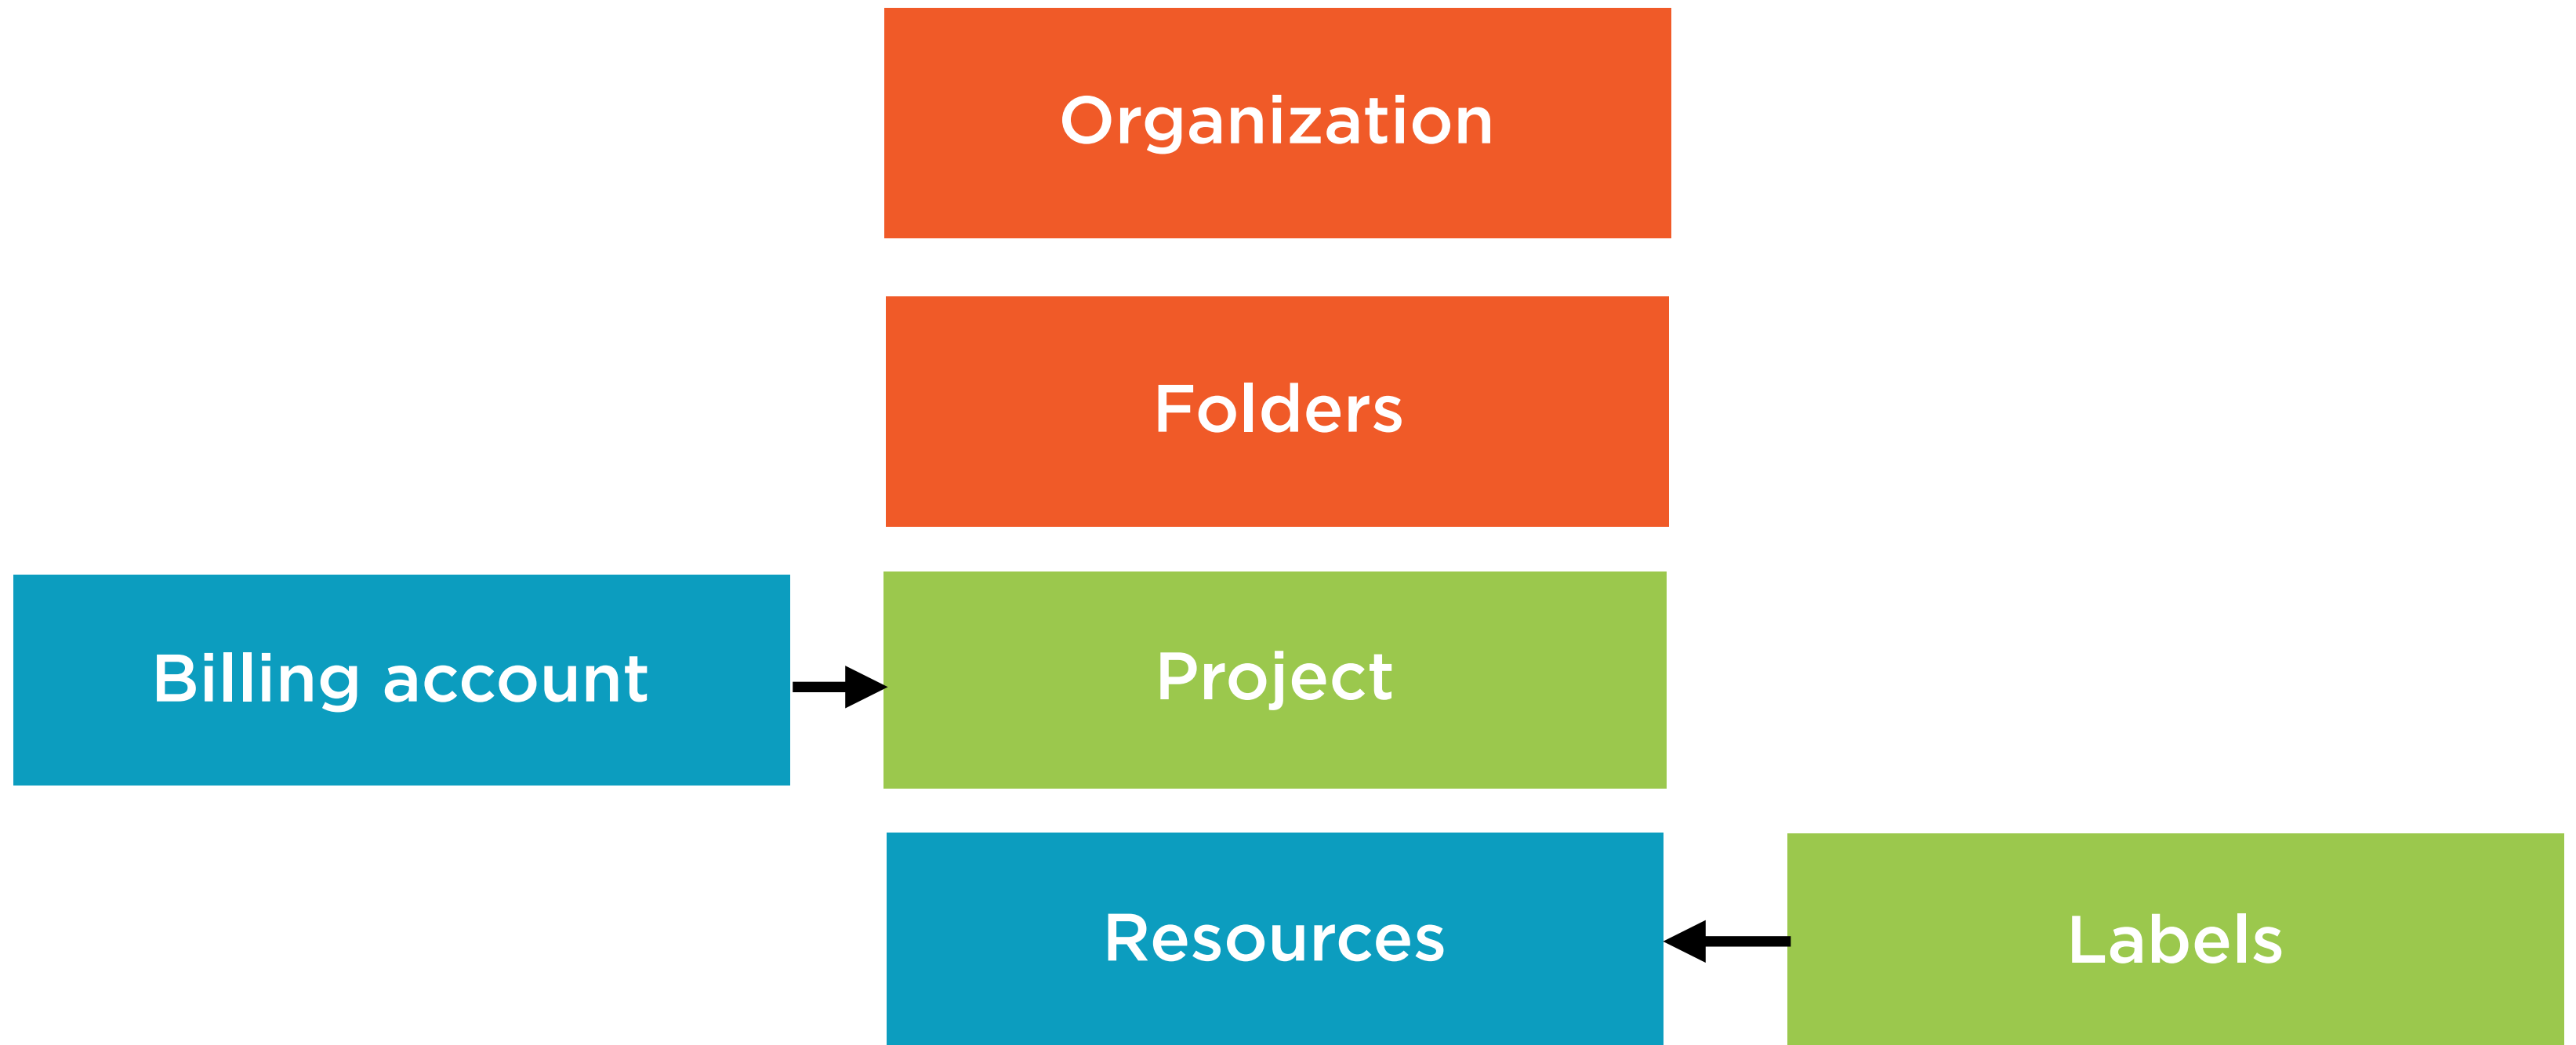 Organization
Folders
Billing account
Project
Resources
Labels